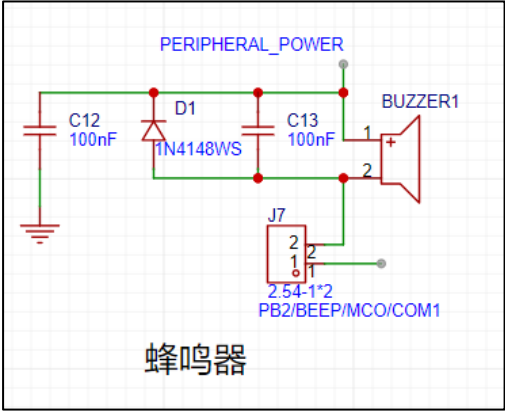 PERIPHERAL_POWER
BUZZER1
C12
100nF
D1
1N4148WS
C13
100nF
1
+
2
J7
2
2
1
1
2.54-1*2
PB2/BEEP/MCO/COM1
蜂鸣器